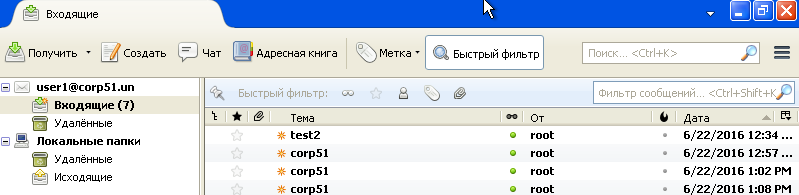 Входящие
Получить Создать Чат Адресная книга Метка Быстрый фильтр Поиск... <Ctrl+K>
user1@corp51.un
Входящие (7)
Удалённые
Локальные папки
Удалённые
Исходящие
Быстрый фильтр: Фильтр сообщений... <Ctrl+Shift+K>
Тема От Дата
test2 root 6/22/2016 12:34 ...
corp51 root 6/22/2016 12:57 ...
corp51 root 6/22/2016 1:02 PM
corp51 root 6/22/2016 1:08 PM